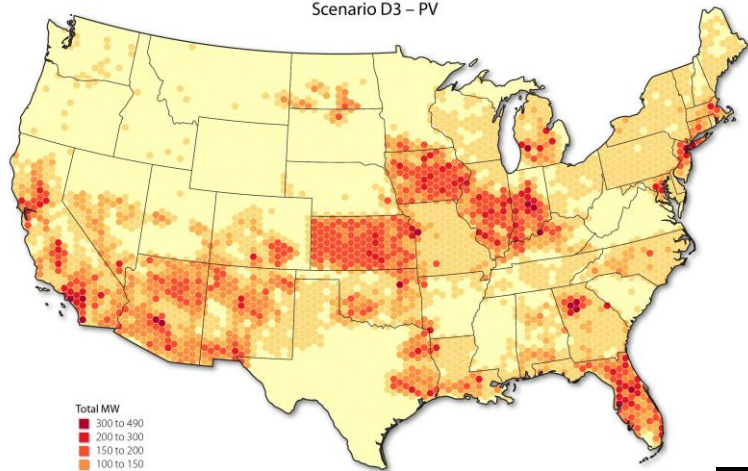 Scenario D3 – PV
Total MW
300 to 490
200 to 300
150 to 200
100 to 150